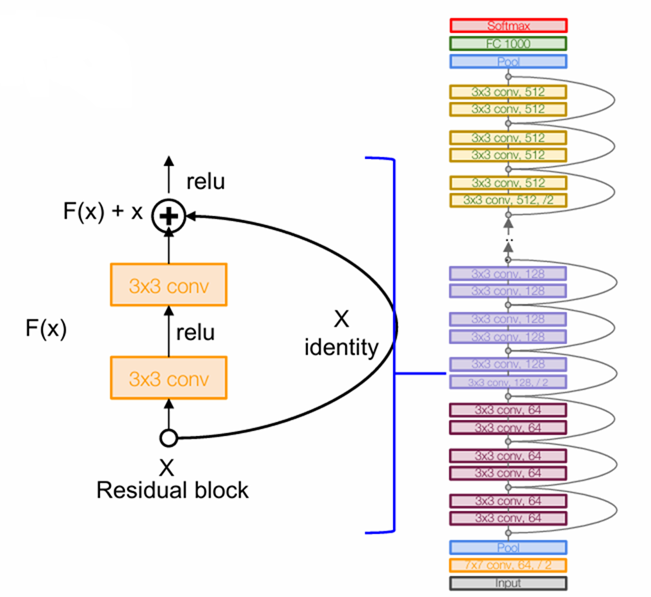 relu
F(x) + x
3x3 conv
F(x)
relu
3x3 conv
X
identity
X
Residual block
Softmax
FC 1000
Pool
3x3 conv, 512
3x3 conv, 512
3x3 conv, 512
3x3 conv, 512
3x3 conv, 512
3x3 conv, 512, /2
..
3x3 conv, 128
3x3 conv, 128
3x3 conv, 128
3x3 conv, 128
3x3 conv, 128
3x3 conv, 128, / 2
3x3 conv, 64
3x3 conv, 64
3x3 conv, 64
3x3 conv, 64
3x3 conv, 64
3x3 conv, 64
Pool
7x7 conv, 64, / 2
Input